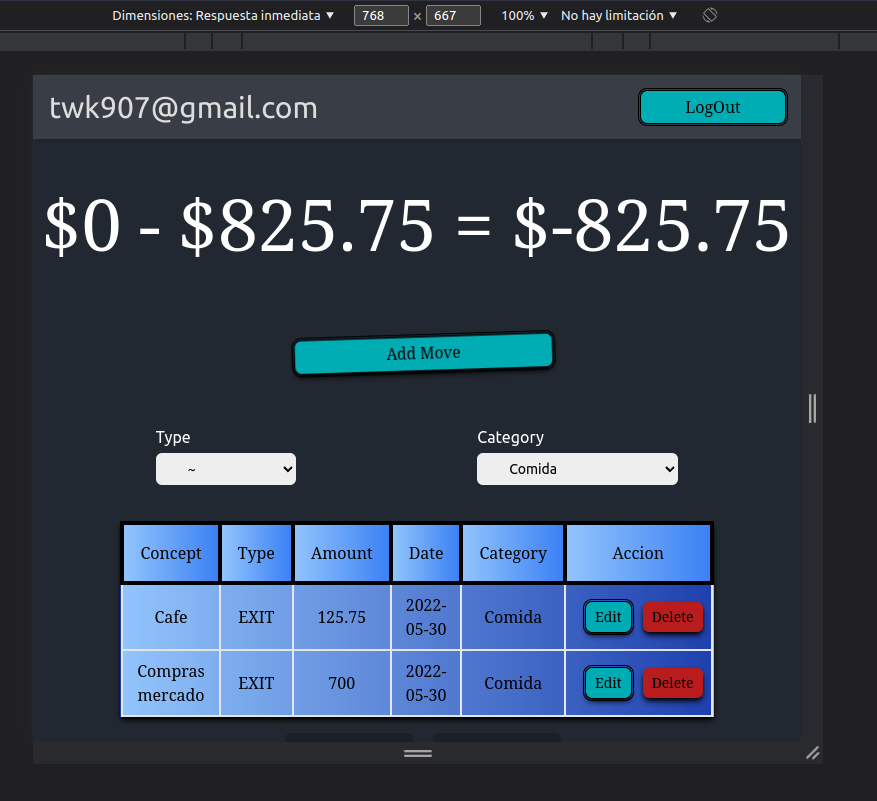 Dimensiones: Respuesta inmediata ▼ 768 × 667 100% ▼ No hay limitación ▼
twk907@gmail.com LogOut
$0 - $825.75 = $-825.75
Add Move
Type Category
~ Comida
Concept Type Amount Date Category Accion
Cafe EXIT 125.75 2022-05-30 Comida Edit Delete
Compras mercado EXIT 700 2022-05-30 Comida Edit Delete